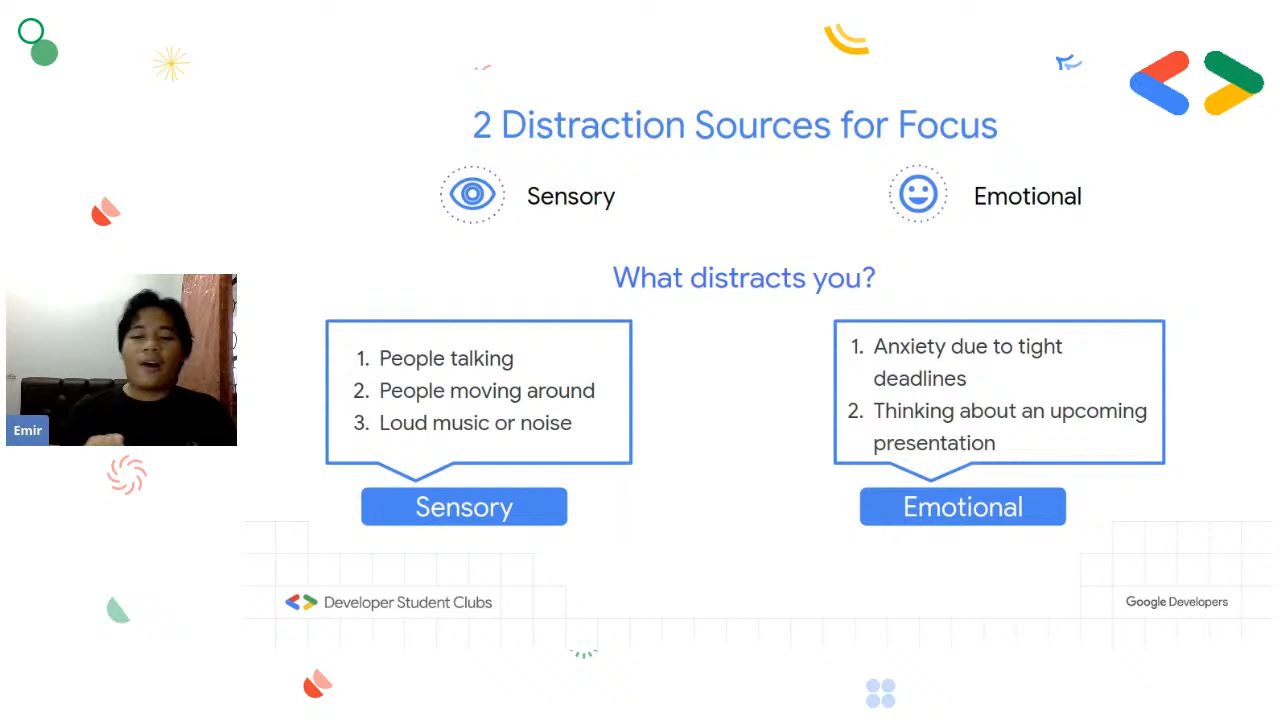 2 Distraction Sources for Focus
Sensory
Emotional
What distracts you?
1. People talking
2. People moving around
3. Loud music or noise
Sensory
1. Anxiety due to tight
deadlines
2. Thinking about an upcoming
presentation
Emotional
Emir
Developer Student Clubs
Google Developers